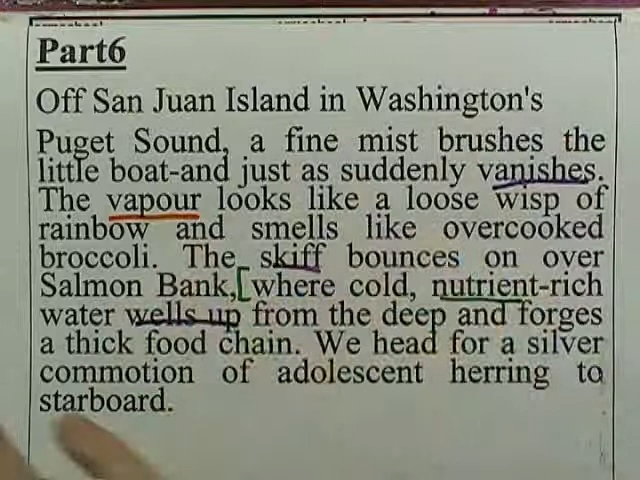 Part6
Off San Juan Island in Washington's
Puget Sound, a fine mist brushes the
little boat-and just as suddenly vanishes.
The vapour looks like a loose wisp of
rainbow and smells like overcooked
broccoli. The skiff bounces on over
Salmon Bank, where cold, nutrient-rich
water wells up from the deep and forges
a thick food chain. We head for a silver
commotion of adolescent herring to
starboard.